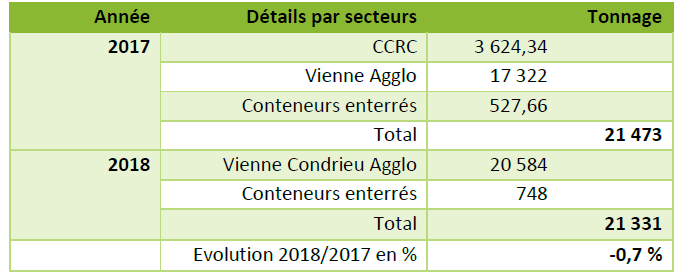 Année Détails par secteurs Tonnage
2017 CCRC 3 624,34
Vienne Agglo 17 322
Conteneurs enterrés 527,66
Total 21 473
2018 Vienne Condrieu Agglo 20 584
Conteneurs enterrés 748
Total 21 331
Evolution 2018/2017 en % -0,7 %